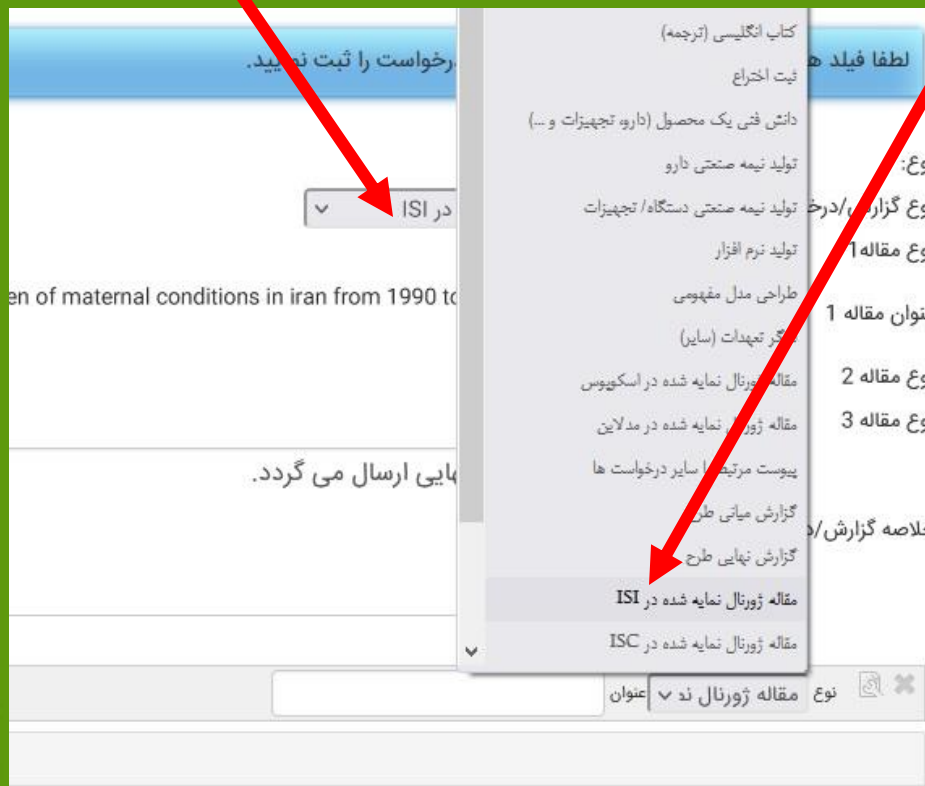 لطفا فیلد ه
رخواست را ثبت نمایید.
کتاب انگلیسی (ترجمه)
ثبت اختراع
دانش فنی یک محصول (دارو، تجهیزات و ...)
تولید نیمه صنعتی دارو
تولید نیمه صنعتی دستگاه/ تجهیزات
تولید نرم افزار
طراحی مدل مفهومی
تعهدات (سایر)
مقاله ژورنال نمایه شده در اسکوپوس
مقاله ژورنال نمایه شده در مدلاین
پیوست مرتبط با سایر درخواست ها
گزارش میانی طرح
گزارش نهایی طرح
مقاله ژورنال نمایه شده در ISI
مقاله ژورنال نمایه شده در ISC
وع:
وع گزارش/درخ
در ISI
وع مقاله1
نوان مقاله 1
en of maternal conditions in iran from 1990 to
وع مقاله 2
وع مقاله 3
هایی ارسال می گردد.
خلاصه گزارش/د
نوع مقاله ژورنال نم عنوان